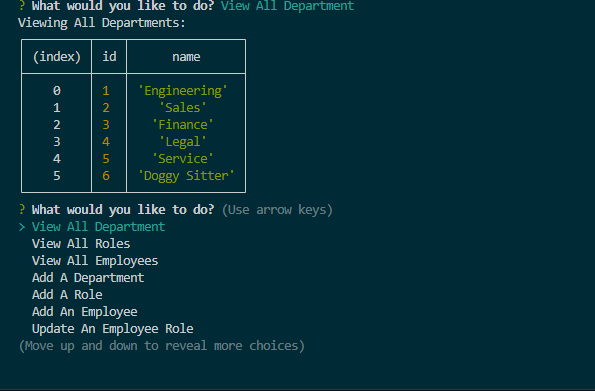 ? What would you like to do? View All Department
Viewing All Departments:
(index) id name
0 1 'Engineering'
1 2 'Sales'
2 3 'Finance'
3 4 'Legal'
4 5 'Service'
5 6 'Doggy Sitter'
? What would you like to do? (Use arrow keys)
> View All Department
View All Roles
View All Employees
Add A Department
Add A Role
Add An Employee
Update An Employee Role
(Move up and down to reveal more choices)